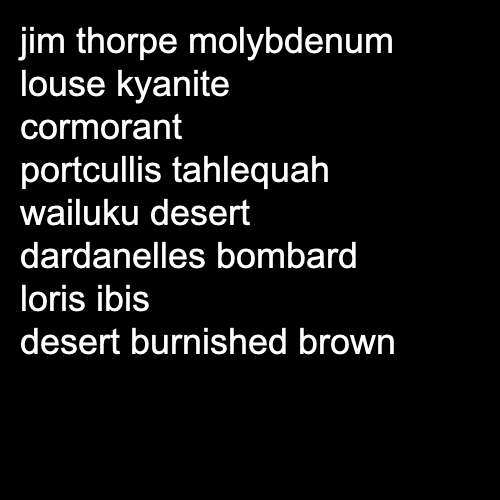 jim thorpe molybdenum
louse kyanite
cormorant
portcullis tahlequah
wailuku desert
dardanelles bombard
loris ibis
desert burnished brown